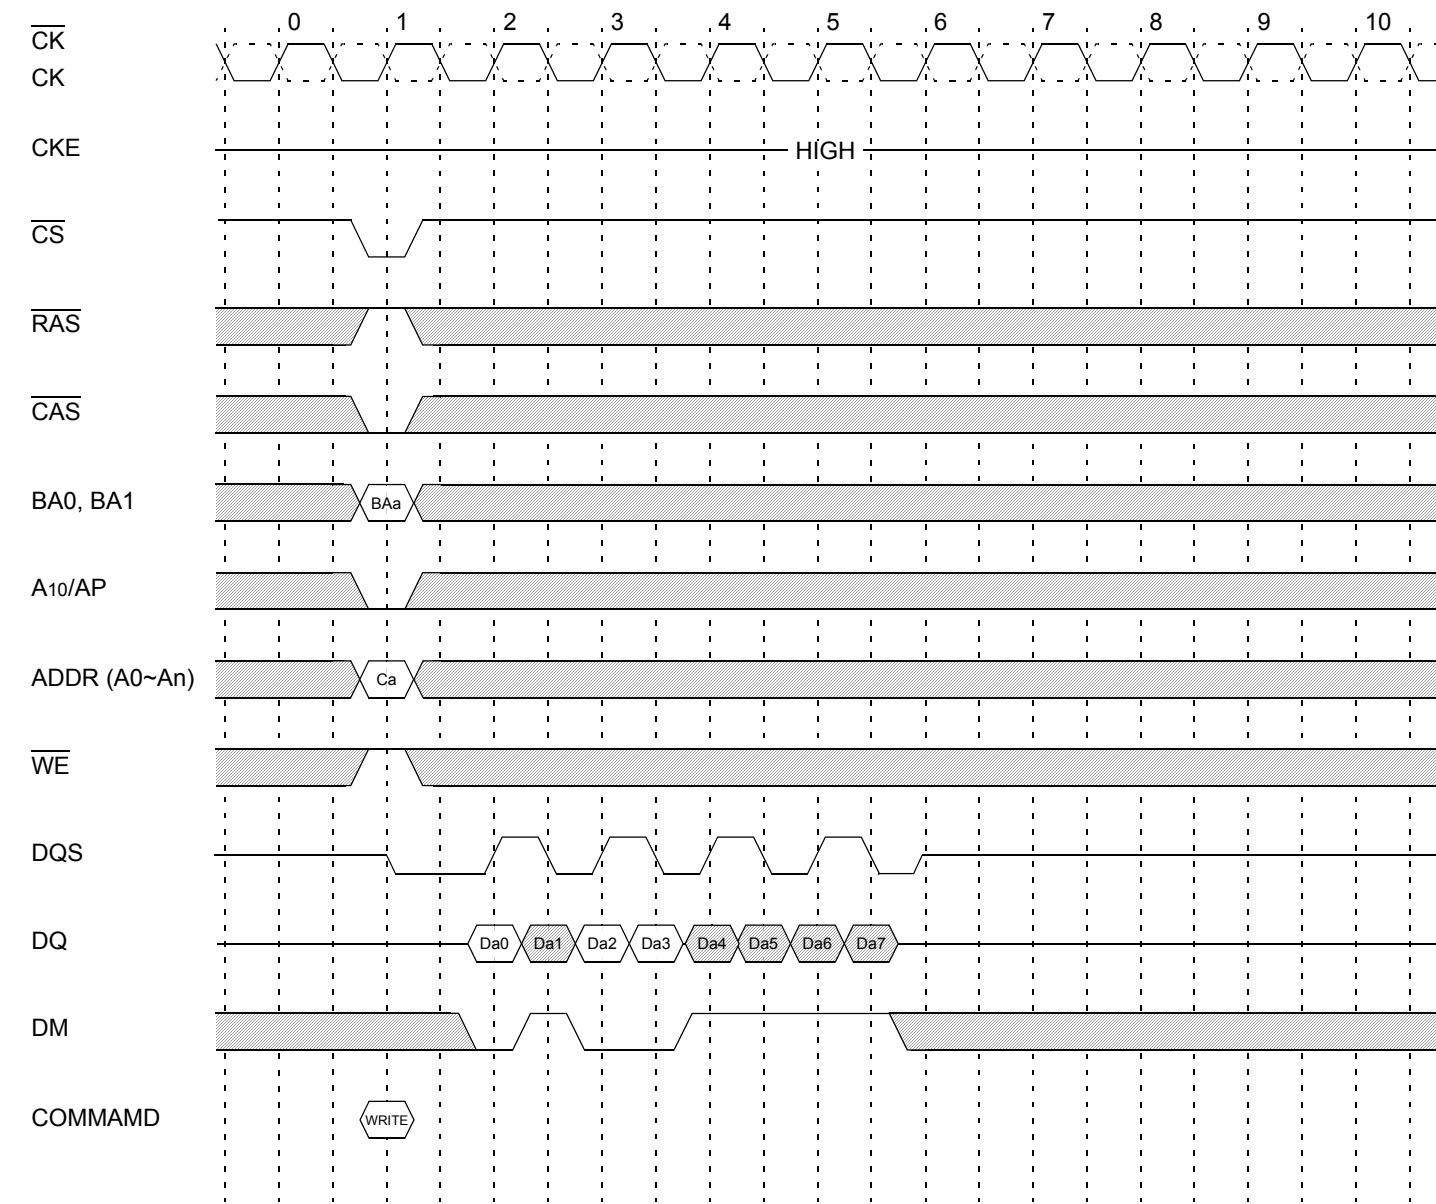 0 1 2 3 4 5 6 7 8 9 10
CK
CK
CKE HIGH
CS
RAS
CAS
BA0, BA1 BAa
A10/AP
ADDR (A0~An) Ca
WE
DQS
DQ Da0 Da1 Da2 Da3 Da4 Da5 Da6 Da7
DM
COMMAMD WRITE